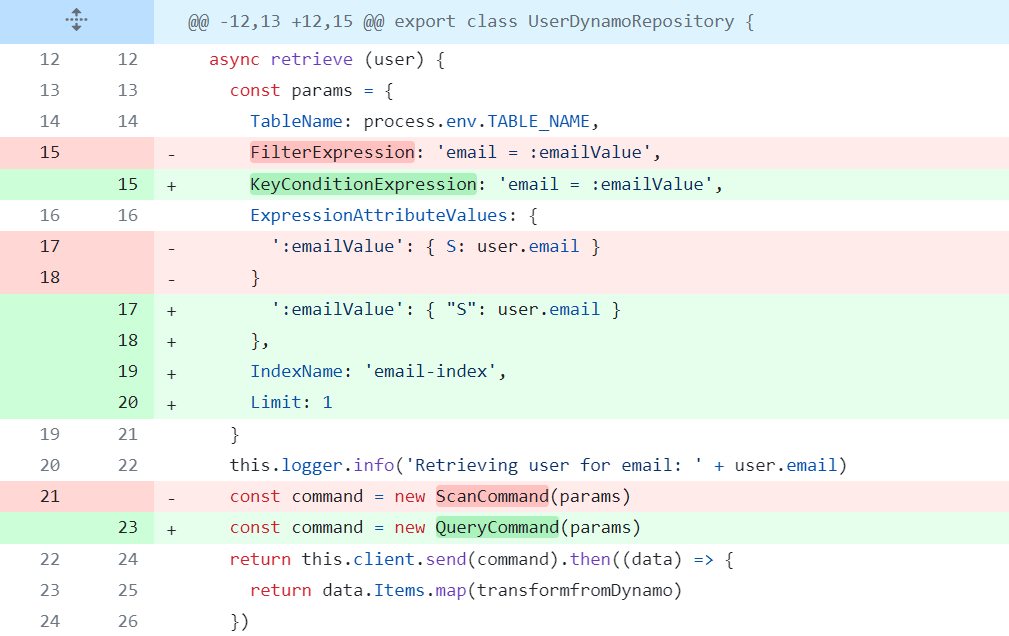 @@ -12,13 +12,15 @@ export class UserDynamoRepository {
12 12 async retrieve (user) {
13 13 const params = {
14 14 TableName: process.env.TABLE_NAME,
15 - FilterExpression: 'email = :emailValue',
15 + KeyConditionExpression: 'email = :emailValue',
16 16 ExpressionAttributeValues: {
17 - ':emailValue': { S: user.email }
18 - }
17 + ':emailValue': { "S": user.email }
18 + },
19 + IndexName: 'email-index',
20 + Limit: 1
19 21 }
20 22 this.logger.info('Retrieving user for email: ' + user.email)
21 - const command = new ScanCommand(params)
23 + const command = new QueryCommand(params)
22 24 return this.client.send(command).then((data) => {
23 25 return data.Items.map(transformfromDynamo)
24 26 })